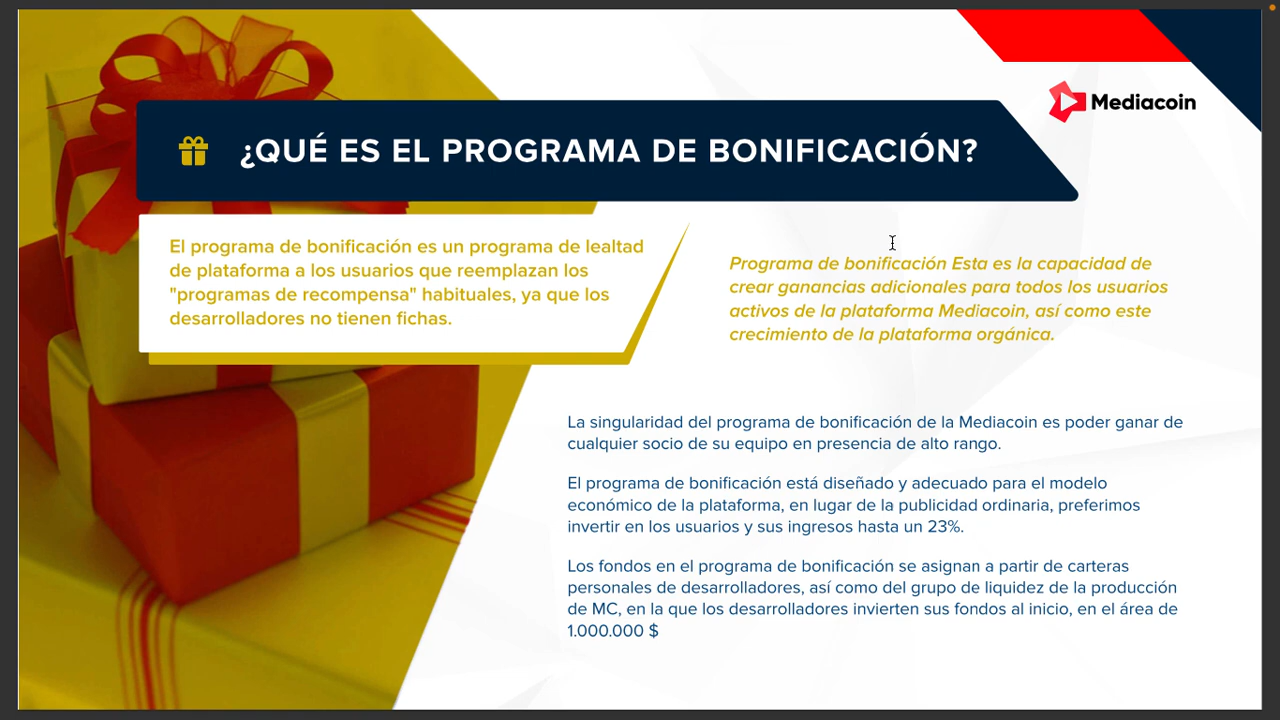 Mediacoin
¿QUÉ ES EL PROGRAMA DE BONIFICACIÓN?
El programa de bonificación es un programa de lealtad
de plataforma a los usuarios que reemplazan los
"programas de recompensa" habituales, ya que los
desarrolladores no tienen fichas.
Programa de bonificación Esta es la capacidad de
crear ganancias adicionales para todos los usuarios
activos de la plataforma Mediacoin, así como este
crecimiento de la plataforma orgánica.
La singularidad del programa de bonificación de la Mediacoin es poder ganar de
cualquier socio de su equipo en presencia de alto rango.
El programa de bonificación está diseñado y adecuado para el modelo
económico de la plataforma, en lugar de la publicidad ordinaria, preferimos
invertir en los usuarios y sus ingresos hasta un 23%.
Los fondos en el programa de bonificación se asignan a partir de carteras
personales de desarrolladores, así como del grupo de liquidez de la producción
de MC, en la que los desarrolladores invierten sus fondos al inicio, en el área de
1.000.000 $